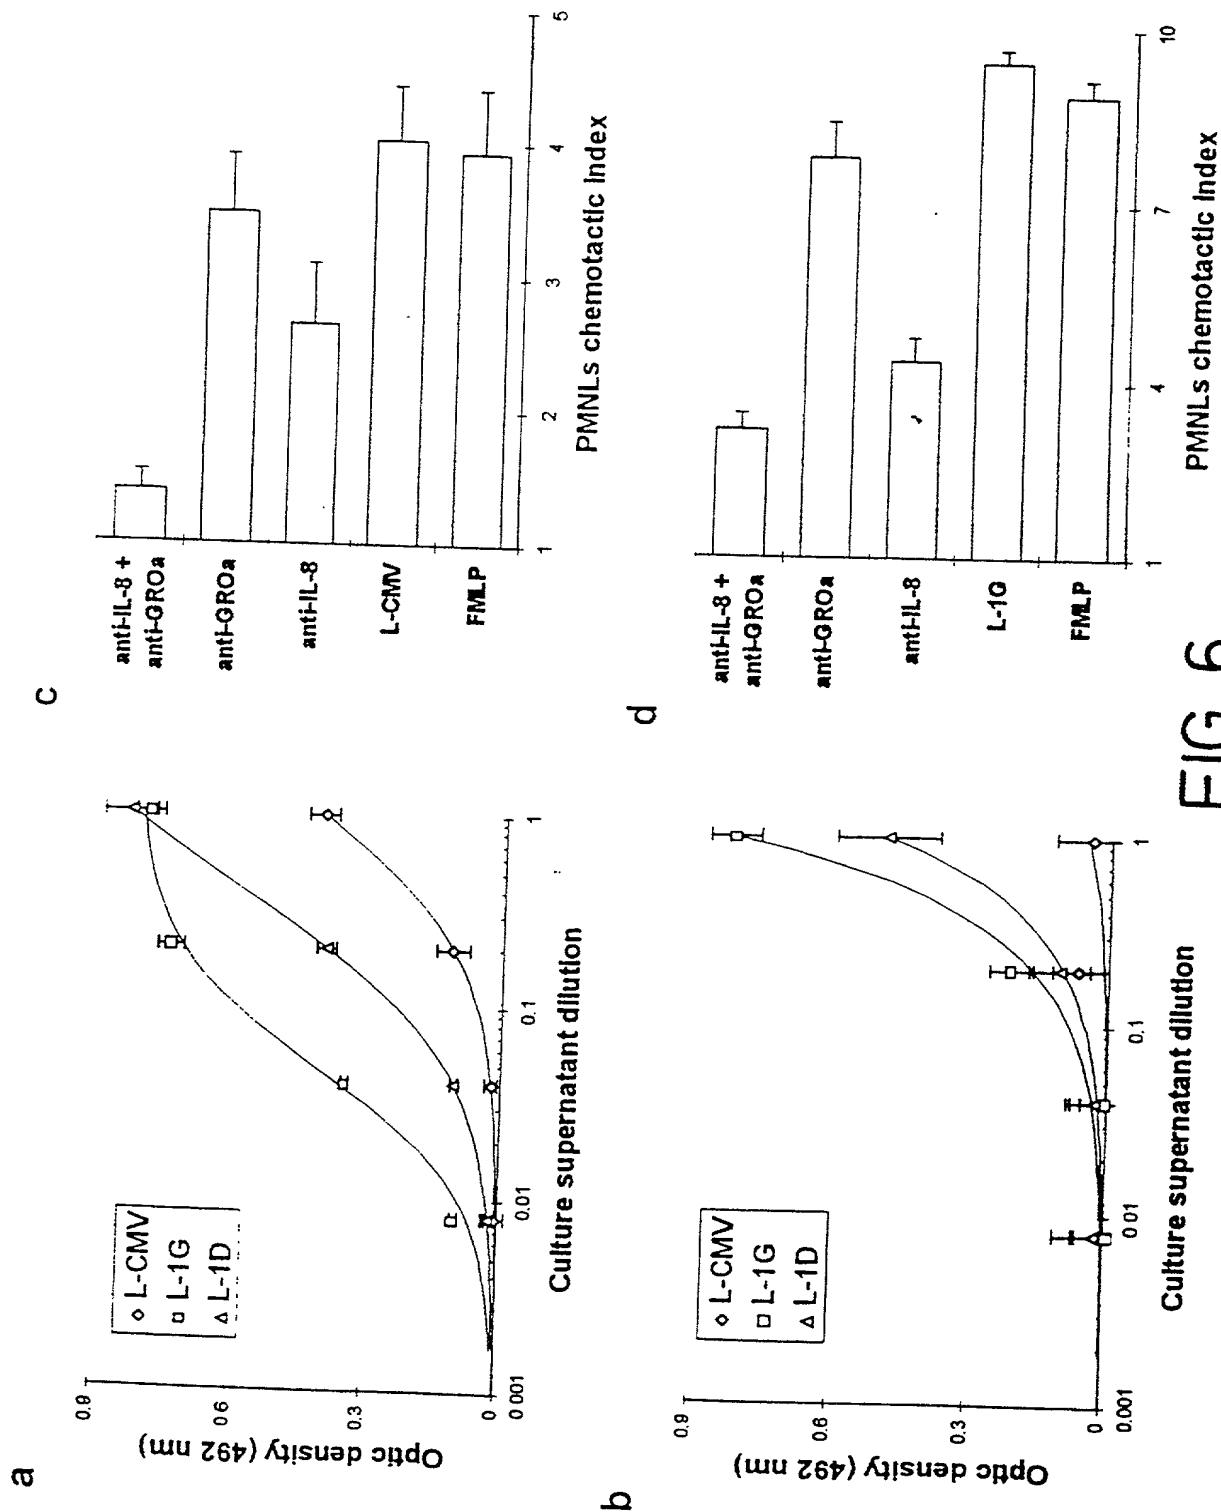 a
Optic density (492 nm)
0.9
0.6
0.3
0
L-CMV
L-1G
L-1D
0.001
0.01
0.1
1
Culture supernatant dilution
b
Optic density (492 nm)
0.9
0.6
0.3
0
L-CMV
L-1G
L-1D
0.001
0.01
0.1
1
Culture supernatant dilution
c
anti-IL-8 +
anti-GROa
anti-GROa
anti-IL-8
L-CMV
FMLP
1
2
3
4
5
PMNLs chemotactic index
d
anti-IL-8 +
anti-GROa
anti-GROa
anti-IL-8
L-1G
FMLP
1
4
7
10
PMNLs chemotactic index
FIG. 6